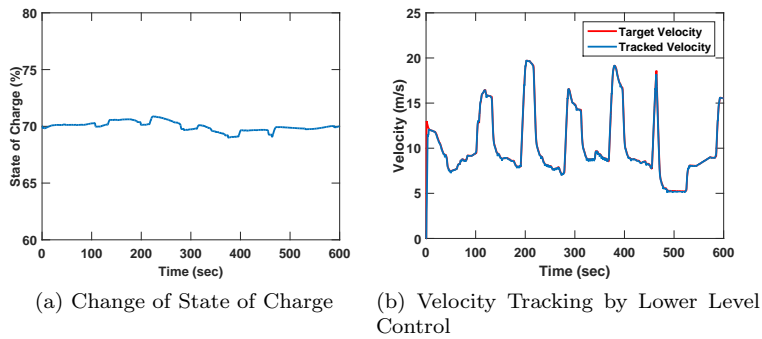 80
75
70
65
60
State of Charge (%)
0 100 200 300 400 500 600
Time (sec)
(a) Change of State of Charge
25
20
15
10
5
0
Velocity (m/s)
Target Velocity
Tracked Velocity
0 100 200 300 400 500 600
Time (sec)
(b) Velocity Tracking by Lower Level
Control